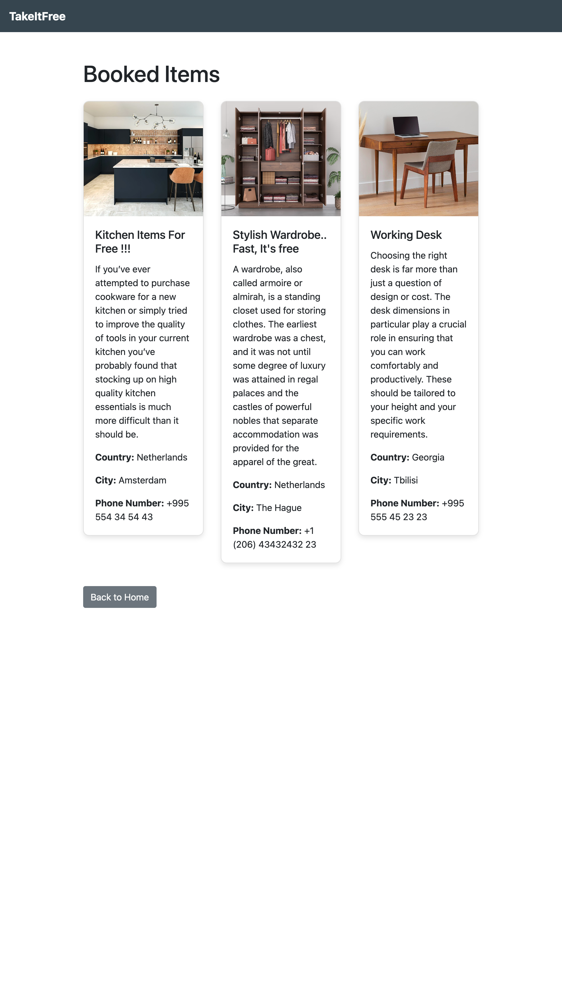 TakeItFree
Booked Items
Kitchen Items For
Free !!!
If you’ve ever
attempted to purchase
cookware for a new
kitchen or simply tried
to improve the quality
of tools in your current
kitchen you’ve
probably found that
stocking up on high
quality kitchen
essentials is much
more difficult than it
should be.
Country: Netherlands
City: Amsterdam
Phone Number: +995
554 34 54 43
Stylish Wardrobe..
Fast, It's free
A wardrobe, also
called armoire or
almirah, is a standing
closet used for storing
clothes. The earliest
wardrobe was a chest,
and it was not until
some degree of luxury
was attained in regal
palaces and the
castles of powerful
nobles that separate
accommodation was
provided for the
apparel of the great.
Country: Netherlands
City: The Hague
Phone Number: +1
(206) 43432432 23
Working Desk
Choosing the right
desk is far more than
just a question of
design or cost. The
desk dimensions in
particular play a crucial
role in ensuring that
you can work
comfortably and
productively. These
should be tailored to
your height and your
specific work
requirements.
Country: Georgia
City: Tbilisi
Phone Number: +995
555 45 23 23
Back to Home